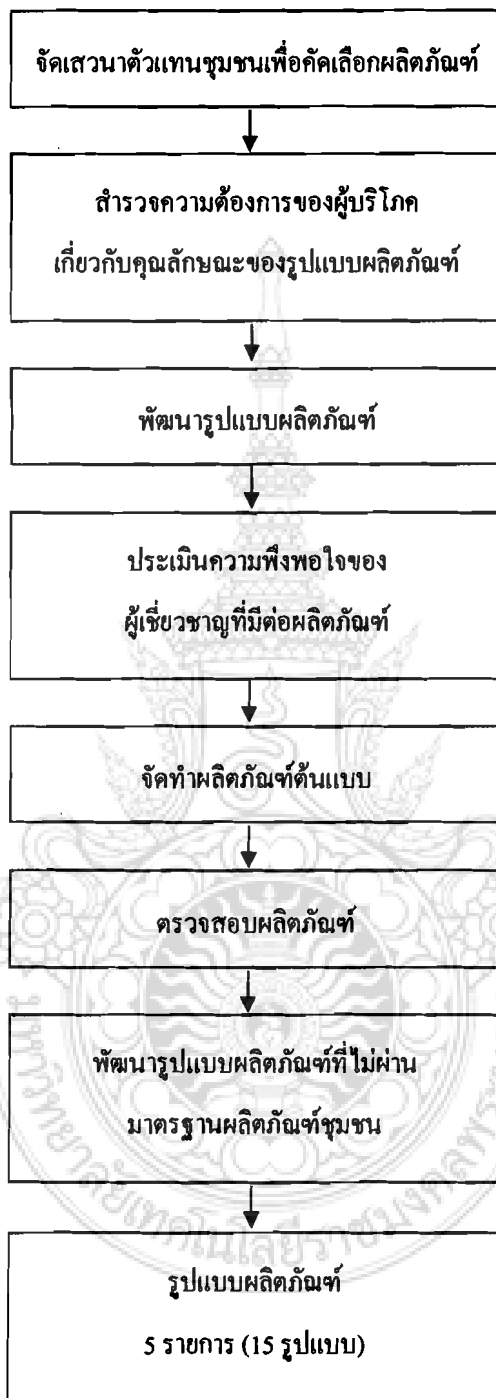 จัดเสวนาตัวแทนชุมชนเพื่อคัดเลือกผลิตภัณฑ์
สำรวจความต้องการของผู้บริโภค
เกี่ยวกับคุณลักษณะของรูปแบบผลิตภัณฑ์
พัฒนารูปแบบผลิตภัณฑ์
ประเมินความพึงพอใจของ
ผู้เชี่ยวชาญที่มีต่อผลิตภัณฑ์
จัดทำผลิตภัณฑ์ต้นแบบ
ตรวจสอบผลิตภัณฑ์
พัฒนารูปแบบผลิตภัณฑ์ที่ไม่ผ่าน
มาตรฐานผลิตภัณฑ์ชุมชน
รูปแบบผลิตภัณฑ์
5 รายการ (15 รูปแบบ)